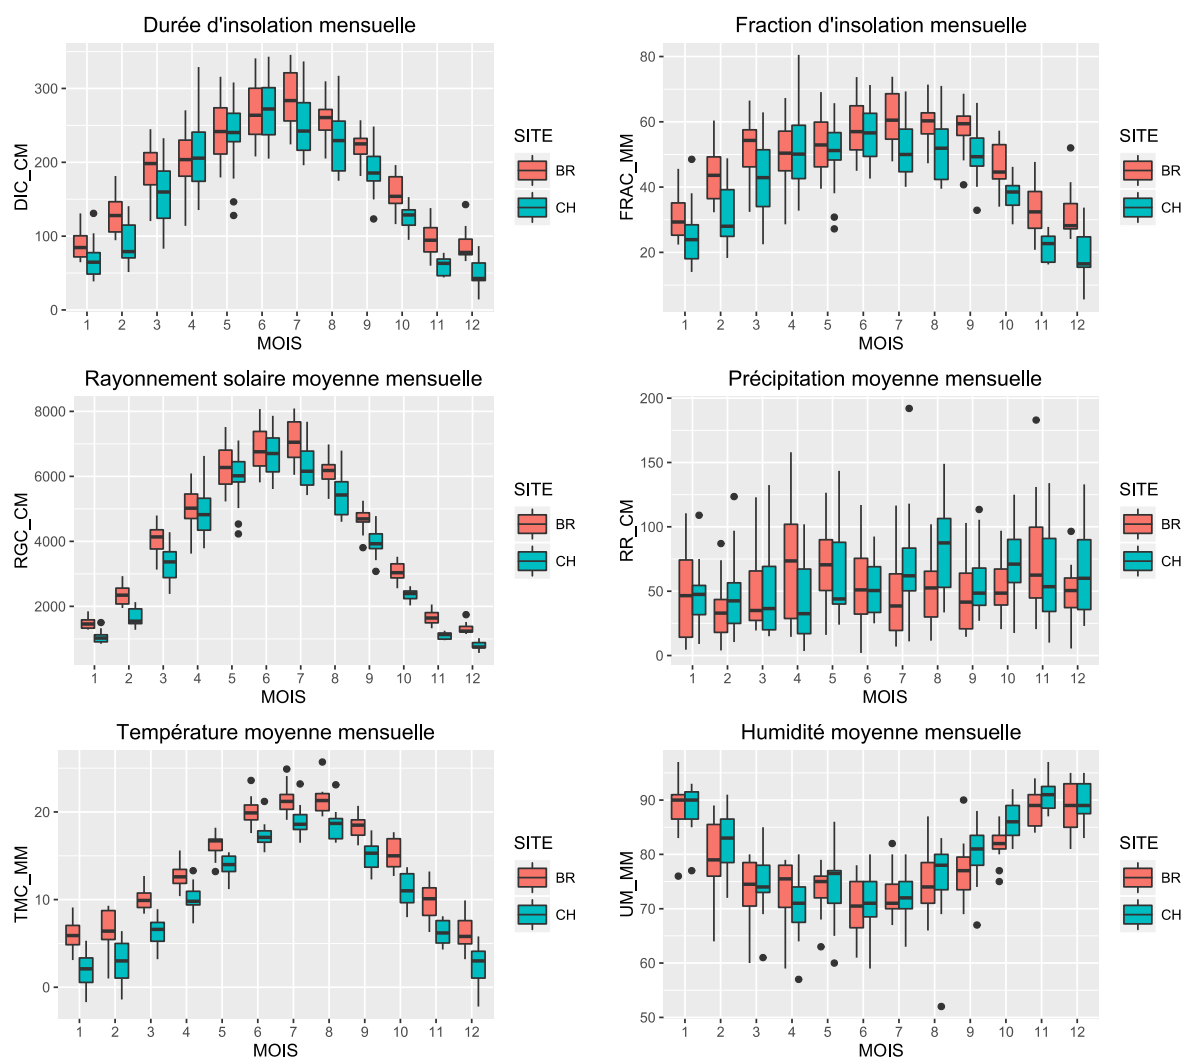 Durée d'insolation mensuelle
DIC_CM
300
200
100
0
1 2 3 4 5 6 7 8 9 10 11 12
MOIS
SITE
BR
CH
Fraction d'insolation mensuelle
FRAC_MM
80
60
40
20
1 2 3 4 5 6 7 8 9 10 11 12
MOIS
SITE
BR
CH
Rayonnement solaire moyenne mensuelle
RGC_CM
8000
6000
4000
2000
1 2 3 4 5 6 7 8 9 10 11 12
MOIS
SITE
BR
CH
Précipitation moyenne mensuelle
RR_CM
200
150
100
50
0
1 2 3 4 5 6 7 8 9 10 11 12
MOIS
SITE
BR
CH
Température moyenne mensuelle
TMC_MM
20
10
0
1 2 3 4 5 6 7 8 9 10 11 12
MOIS
SITE
BR
CH
Humidité moyenne mensuelle
UM_MM
90
80
70
60
50
1 2 3 4 5 6 7 8 9 10 11 12
MOIS
SITE
BR
CH